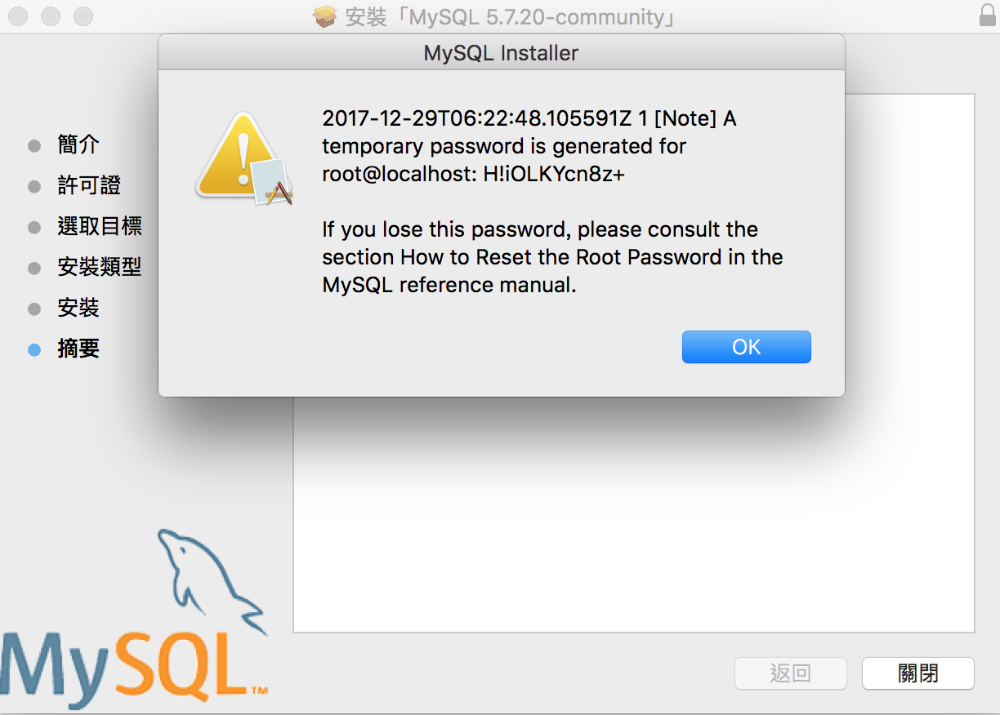 安裝「MySQL 5.7.20-community」
MySQL Installer
2017-12-29T06:22:48.105591Z 1 [Note] A
temporary password is generated for
root@localhost: H!iOLKYcn8z+
If you lose this password, please consult the
section How to Reset the Root Password in the
MySQL reference manual.
OK
簡介
許可證
選取目標
安裝類型
安裝
摘要
MySQL™
返回
關閉